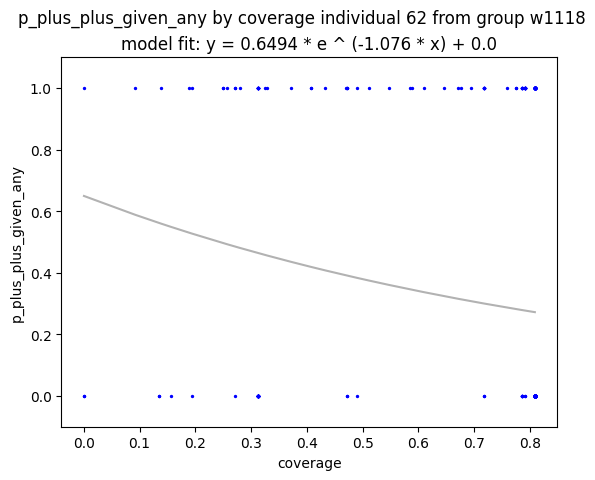 p_plus_plus_given_any by coverage individual 62 from group w1118
model fit: y = 0.6494 * e ^ (-1.076 * x) + 0.0
1.0
0.8
0.6
0.4
0.2
0.0
p_plus_plus_given_any
0.0 0.1 0.2 0.3 0.4 0.5 0.6 0.7 0.8
coverage